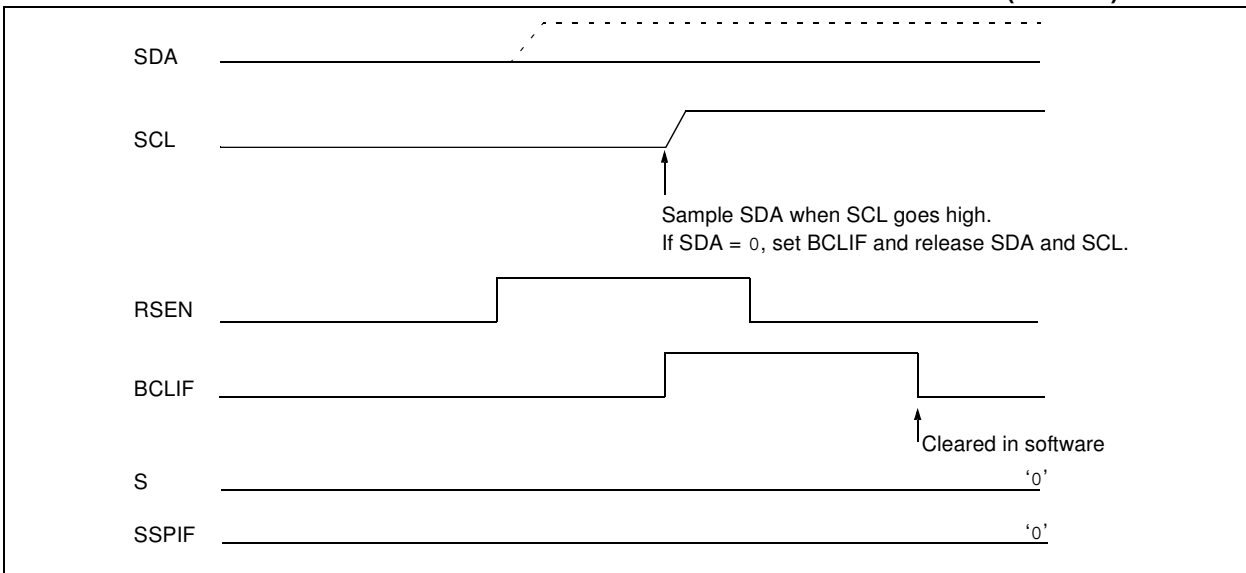 SDA
SCL
Sample SDA when SCL goes high.
If SDA = 0, set BCLIF and release SDA and SCL.
RSEN
BCLIF
Cleared in software
S
‘0’
SSPIF
‘0’